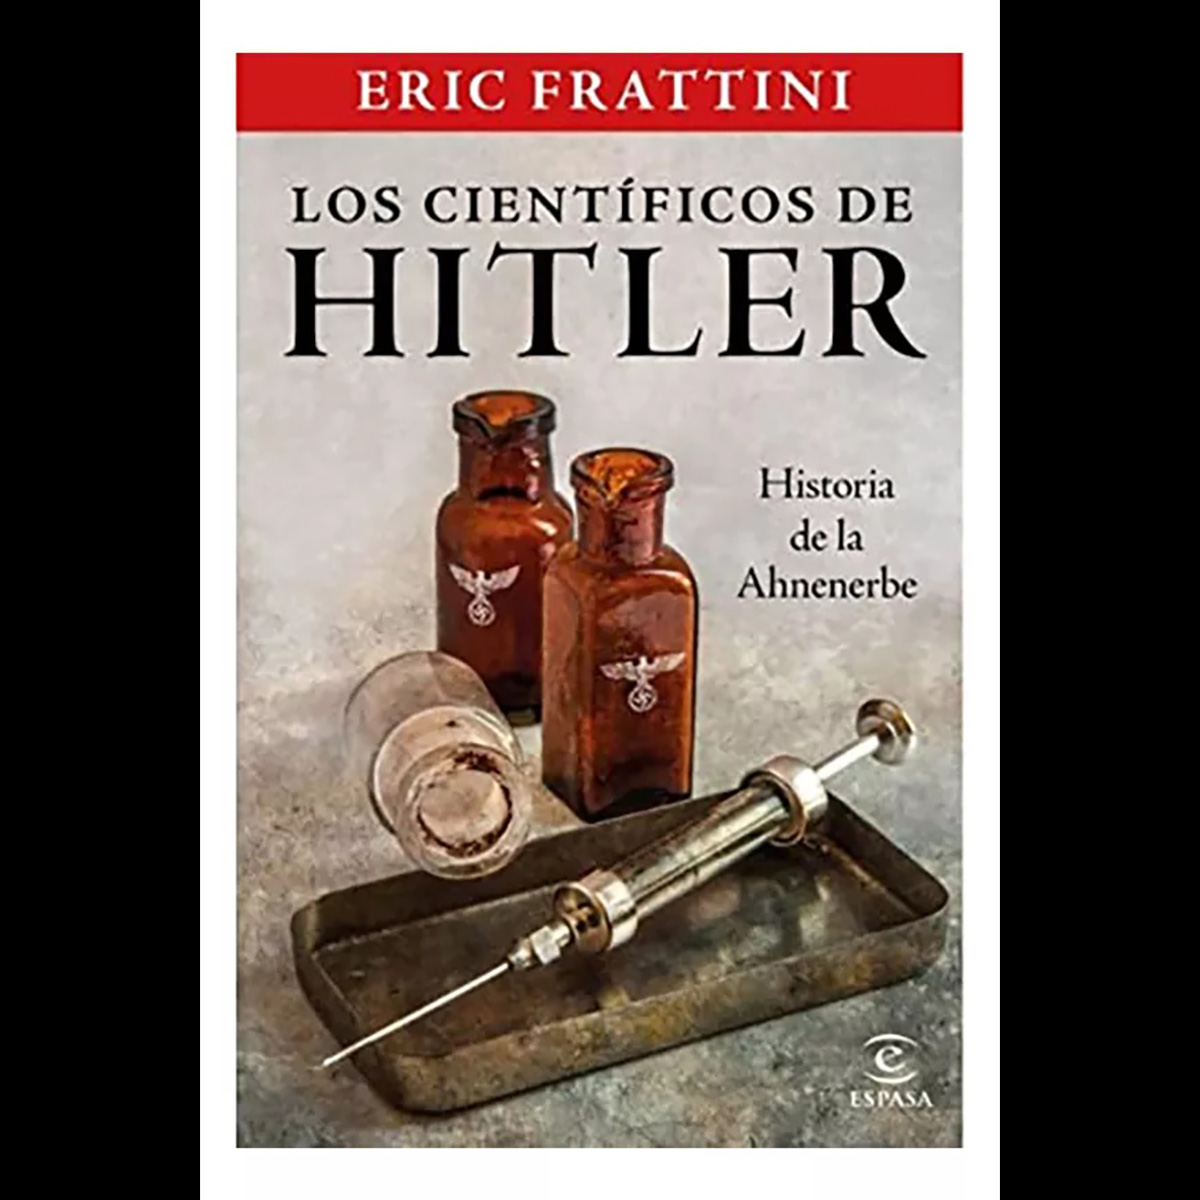 ERIC FRATTINI
LOS CIENTÍFICOS DE
HITLER
Historia
de la
Ahnenerbe
e
ESPASA